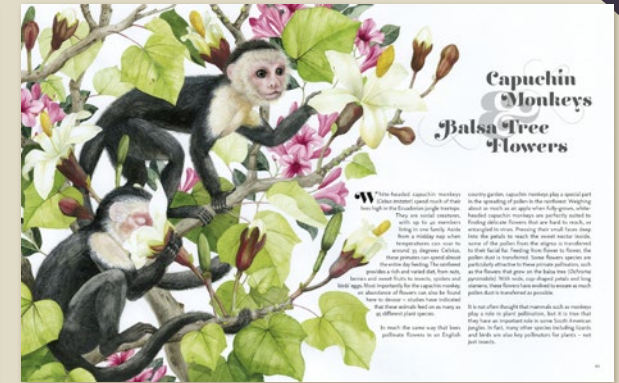 Capuchin
Monkeys
&
Balsa Tree
Flowers
"White-headed capuchin monkeys
(Cebus imitator) spend much of their
lives high in the Ecuadorian jungle treetops.
They are social creatures,
with up to 40 members
living in one family. Aside
from a midday nap when
temperatures can soar to
around degrees Celsius,
these primates can spend almost
the entire day feeding. The rainforest
provides a rich and varied diet, from nuts,
berries and sweet fruits to insects, spiders and
birds' eggs. Most importantly for the capuchin monkey,
an abundance of flowers can also be found
here to devour – studies have indicated
that these animals feed on as many as
different plant species.
In much the same way that bees
pollinate flowers in an English
country garden, capuchin monkeys play a special part
in the spreading of pollen in the rainforest. Weighing
about as much as an apple when fully-grown, white-
headed capuchin monkeys are perfectly suited to
finding delicate flowers that are hard to reach, or
entangled in vines. Pressing their small faces deep
into the petals to reach the sweet nectar inside,
some of the pollen from the stigma is transferred
to their facial fur. Feeding from flower to flower, the
pollen dust is transferred. Some flowers species are
particularly attractive to these primate pollinators, such
as the flowers that grow on the balsa tree (Ochroma
pyramidale). With wide, cup-shaped petals and long
stamens, these flowers have evolved to ensure as much
pollen dust is transferred as possible.
It is not often thought that mammals such as monkeys
play a role in plant pollination, but it is true that
they have an important role in some South American
jungles. In fact, many other species including lizards
and birds are also key pollinators for plants – not
just insects.